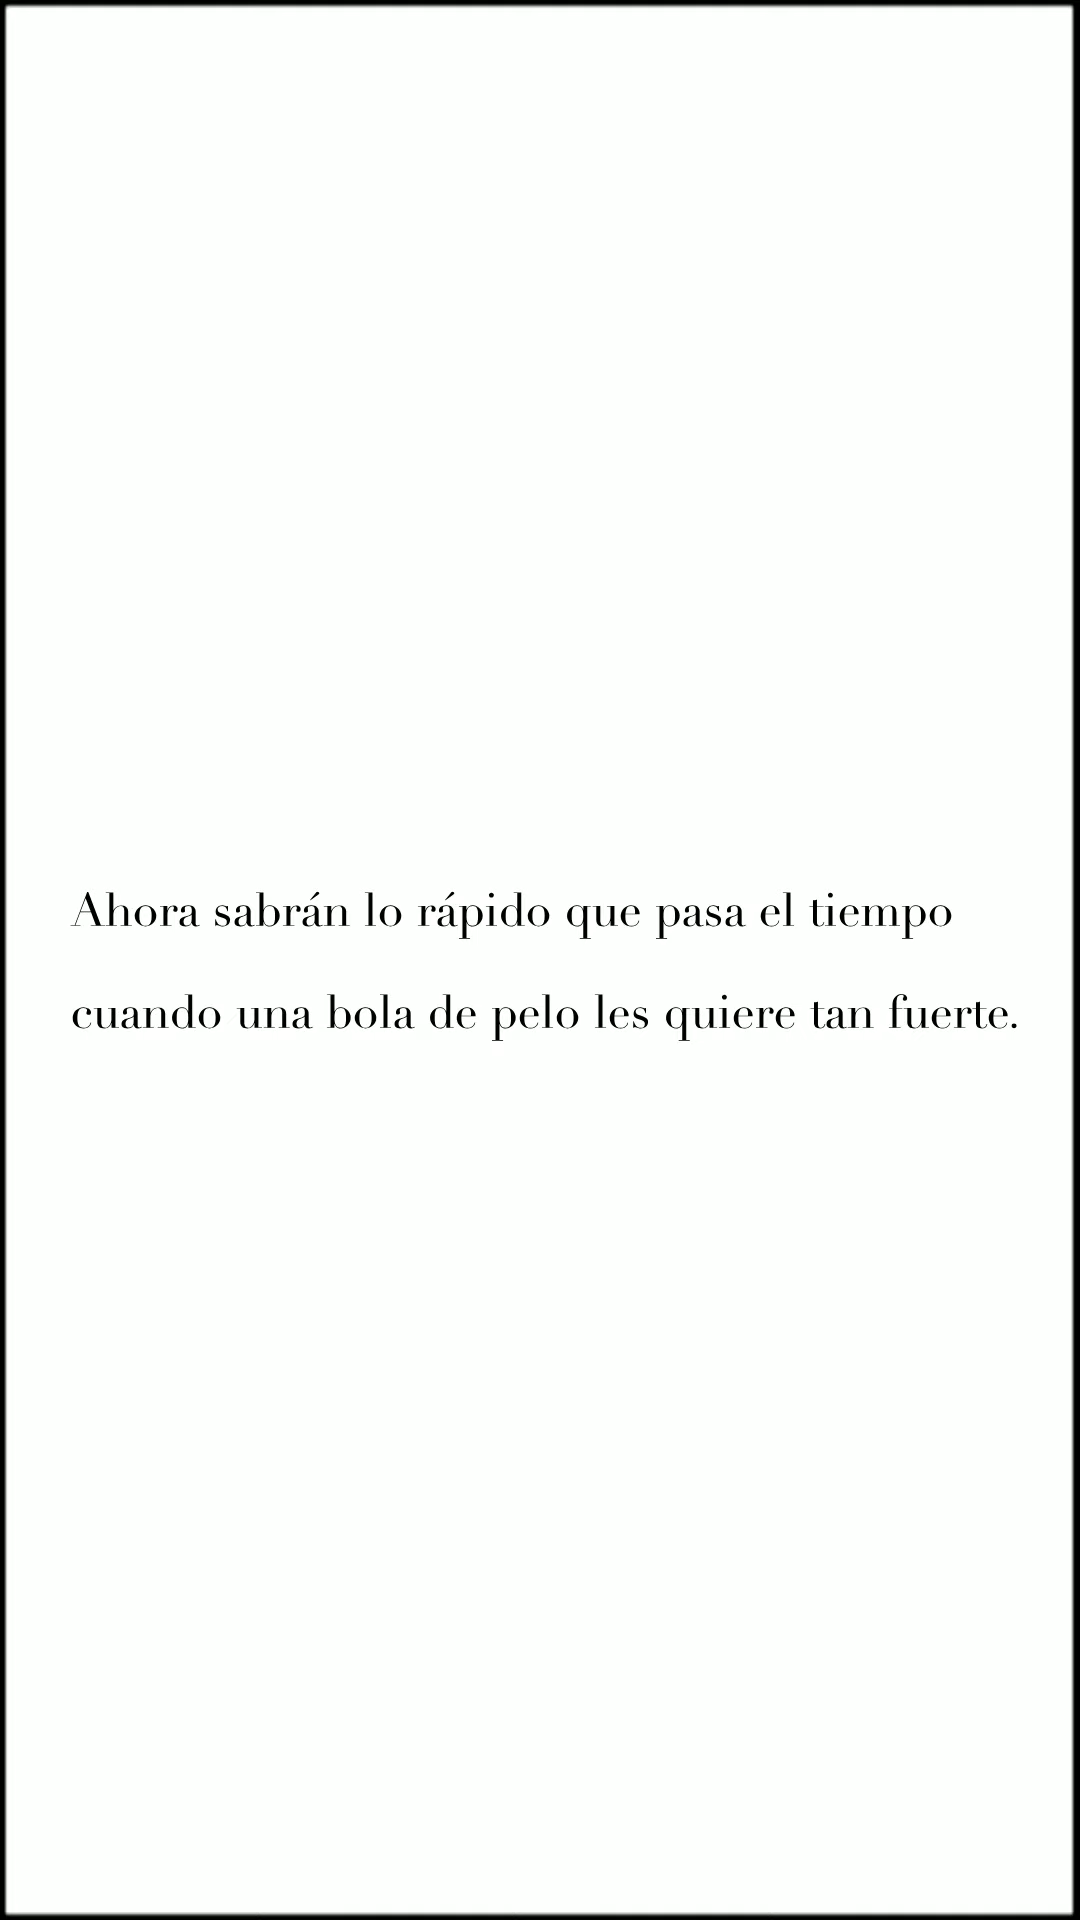 Ahora sabrán lo rápido que pasa el tiempo
cuando una bola de pelo les quiere tan fuerte.